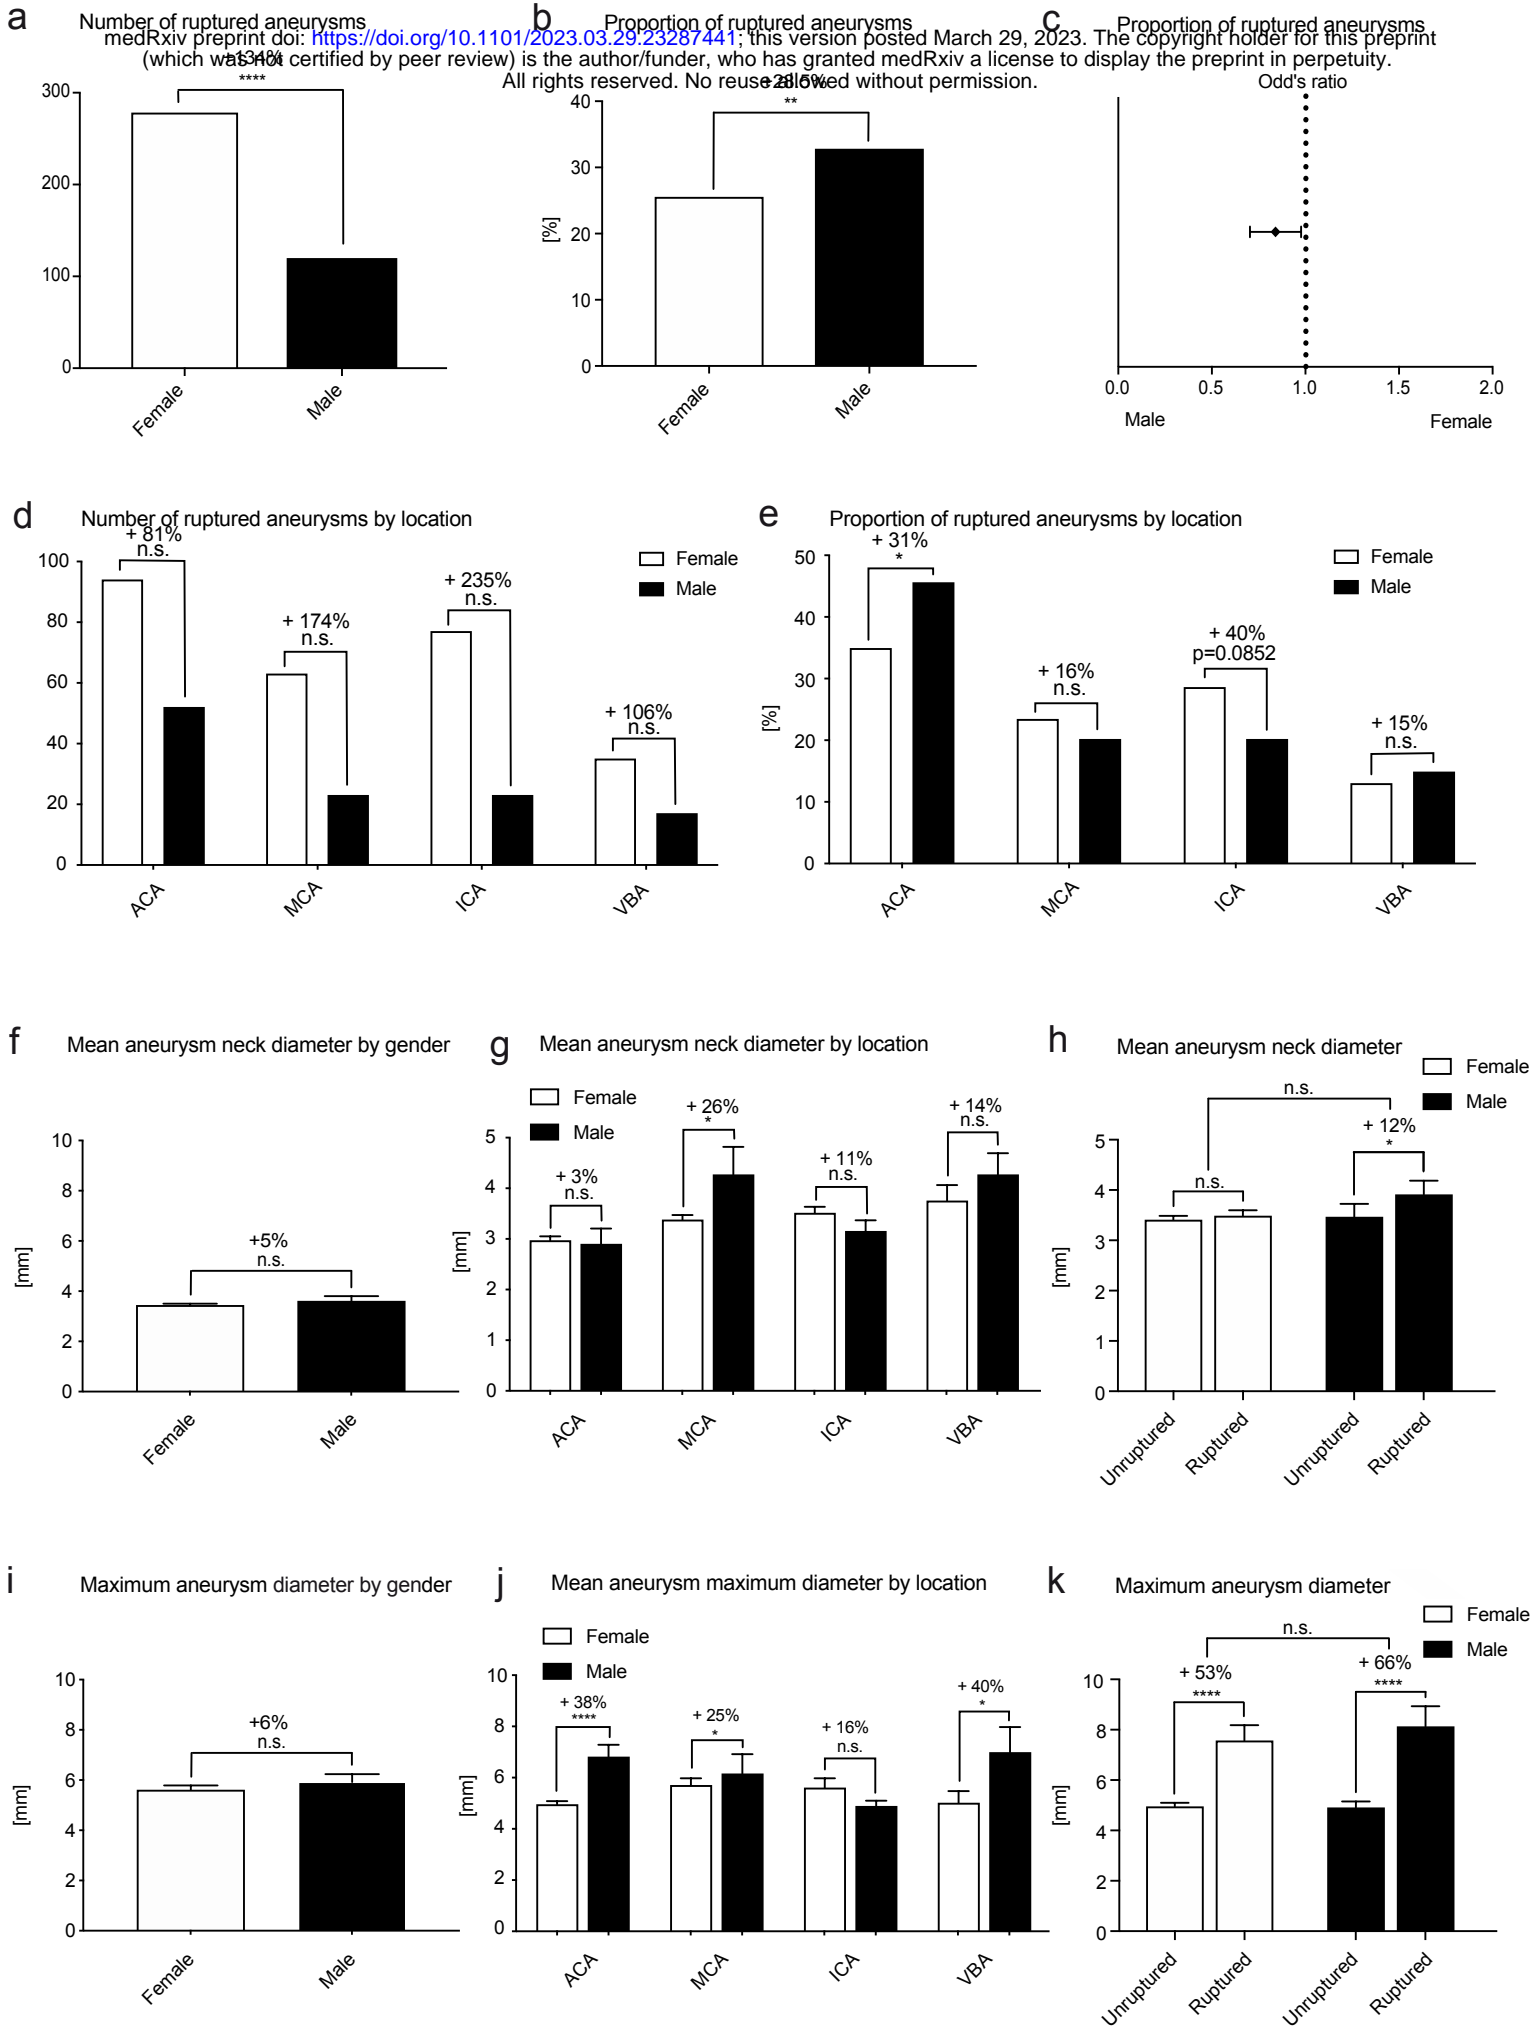 a
Number of ruptured aneurysms
b
Proportion of ruptured aneurysms
c
Proportion of ruptured aneurysms
medRxiv preprint doi: https://doi.org/10.1101/2023.03.29.23287441; this version posted March 29, 2023. The copyright holder for this preprint
(which was not certified by peer review) is the author/funder, who has granted medRxiv a license to display the preprint in perpetuity.
All rights reserved. No reuse allowed without permission.
+134%
****
300
200
100
0
Female
Male
+28.5%
**
[%]
40
30
20
10
0
Female
Male
Odd's ratio
0.0
0.5
1.0
1.5
2.0
Male
Female
d
Number of ruptured aneurysms by location
Female
Male
+ 81%
n.s.
+ 174%
n.s.
+ 235%
n.s.
+ 106%
n.s.
100
80
60
40
20
0
ACA
MCA
ICA
VBA
e
Proportion of ruptured aneurysms by location
Female
Male
+ 31%
*
+ 16%
n.s.
+ 40%
p=0.0852
+ 15%
n.s.
[%]
50
40
30
20
10
0
ACA
MCA
ICA
VBA
f
Mean aneurysm neck diameter by gender
+5%
n.s.
[mm]
10
8
6
4
2
0
Female
Male
g
Mean aneurysm neck diameter by location
Female
Male
+ 3%
n.s.
+ 26%
*
+ 11%
n.s.
+ 14%
n.s.
[mm]
5
4
3
2
1
0
ACA
MCA
ICA
VBA
h
Mean aneurysm neck diameter
Female
Male
n.s.
n.s.
+ 12%
*
[mm]
5
4
3
2
1
0
Unruptured
Ruptured
Unruptured
Ruptured
i
Maximum aneurysm diameter by gender
+6%
n.s.
[mm]
10
8
6
4
2
0
Female
Male
j
Mean aneurysm maximum diameter by location
Female
Male
+ 38%
****
+ 25%
*
+ 16%
n.s.
+ 40%
*
[mm]
10
8
6
4
2
0
ACA
MCA
ICA
VBA
k
Maximum aneurysm diameter
Female
Male
n.s.
+ 53%
****
+ 66%
****
[mm]
10
8
6
4
2
0
Unruptured
Ruptured
Unruptured
Ruptured